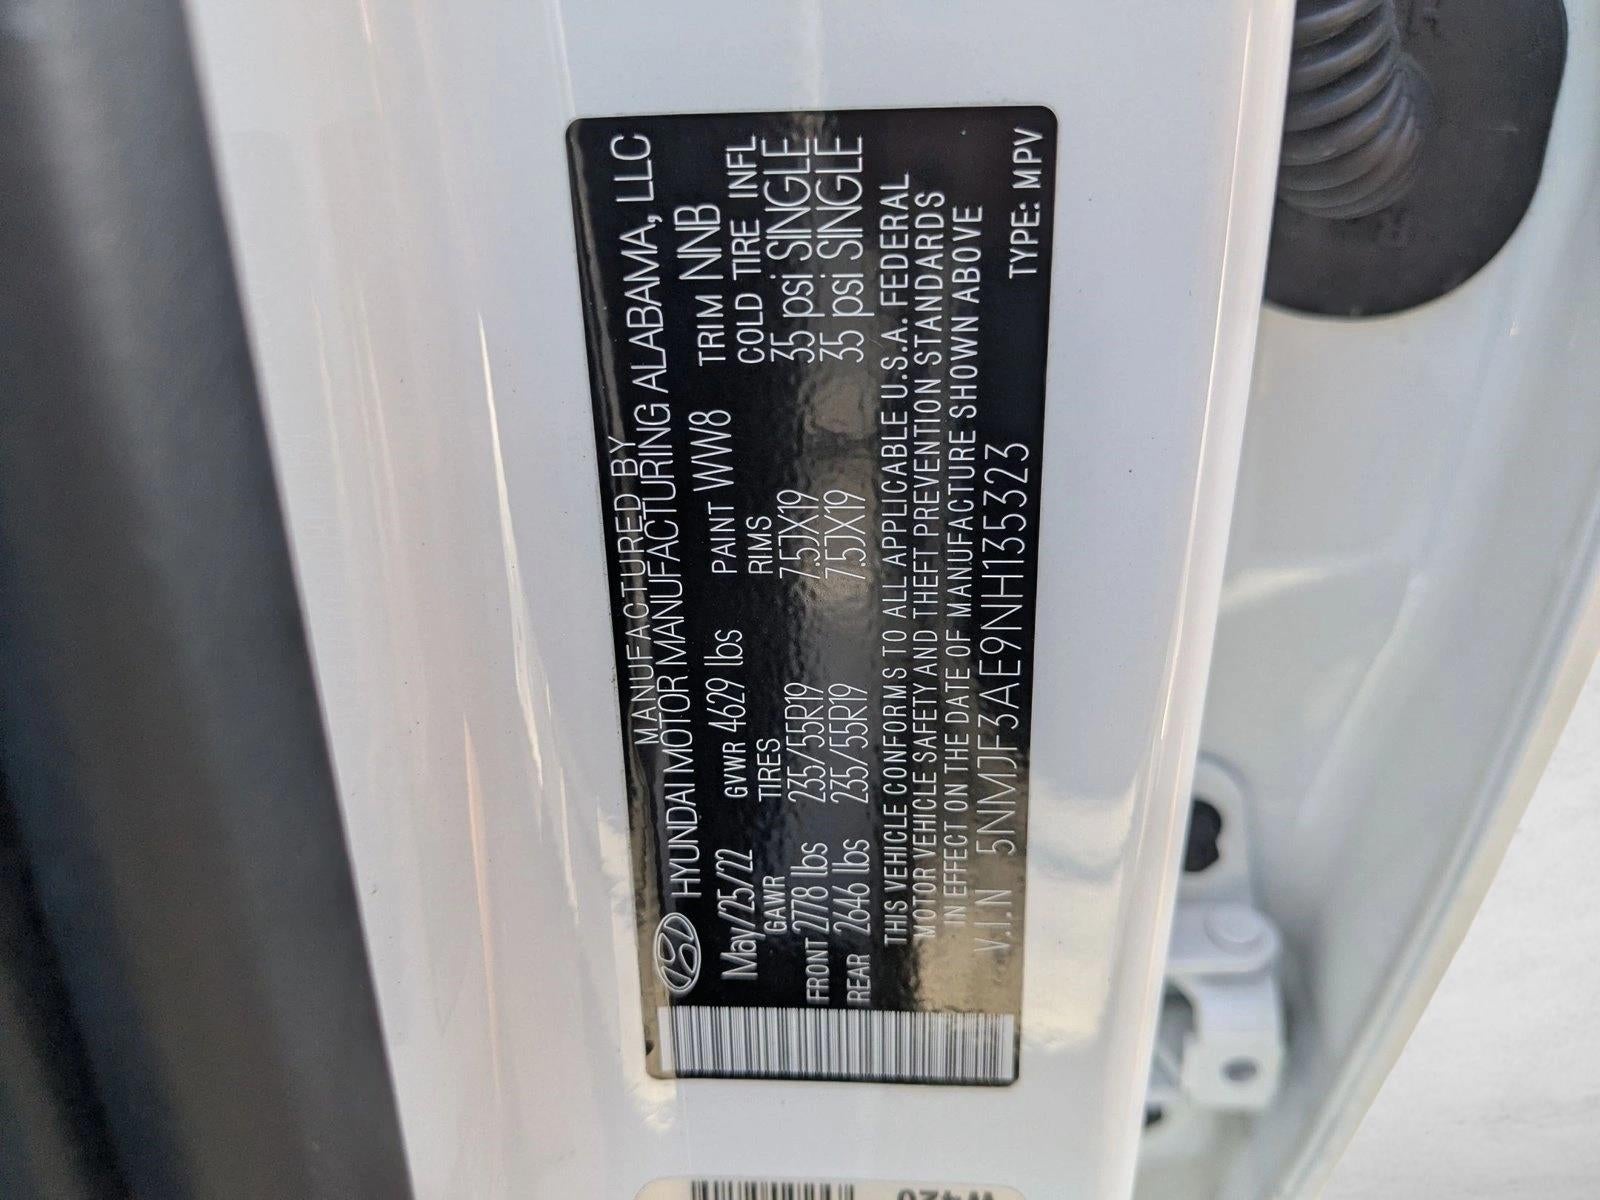 MANUFACTURED BY
HYUNDAI MOTOR MANUFACTURING ALABAMA, LLC
May/25/22 GVWR 4629 lbs PAINT WW8 TRIM NNB
GAWR TIRES RIMS COLD TIRE INFL
FRONT 2778 lbs 235/55R19 7.5JX19 35 psi SINGLE
REAR 2646 lbs 235/55R19 7.5JX19 35 psi SINGLE
THIS VEHICLE CONFORMS TO ALL APPLICABLE U.S.A. FEDERAL
MOTOR VEHICLE SAFETY AND THEFT PREVENTION STANDARDS
IN EFFECT ON THE DATE OF MANUFACTURE SHOWN ABOVE
V.I.N 5NMJF3AE9NH135323
TYPE: MPV